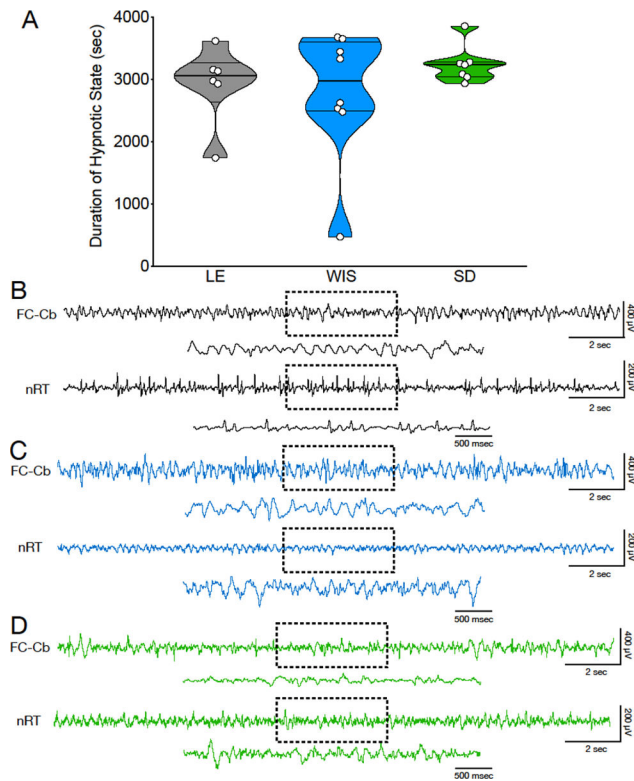 A
Duration of Hypnotic State (sec)
4000
3000
2000
1000
0
LE WIS SD
B
FC-Cb
400 µV
2 sec
nRT
200 µV
2 sec
500 msec
C
FC-Cb
400 µV
2 sec
nRT
200 µV
2 sec
500 msec
D
FC-Cb
400 µV
2 sec
nRT
200 µV
2 sec
500 msec